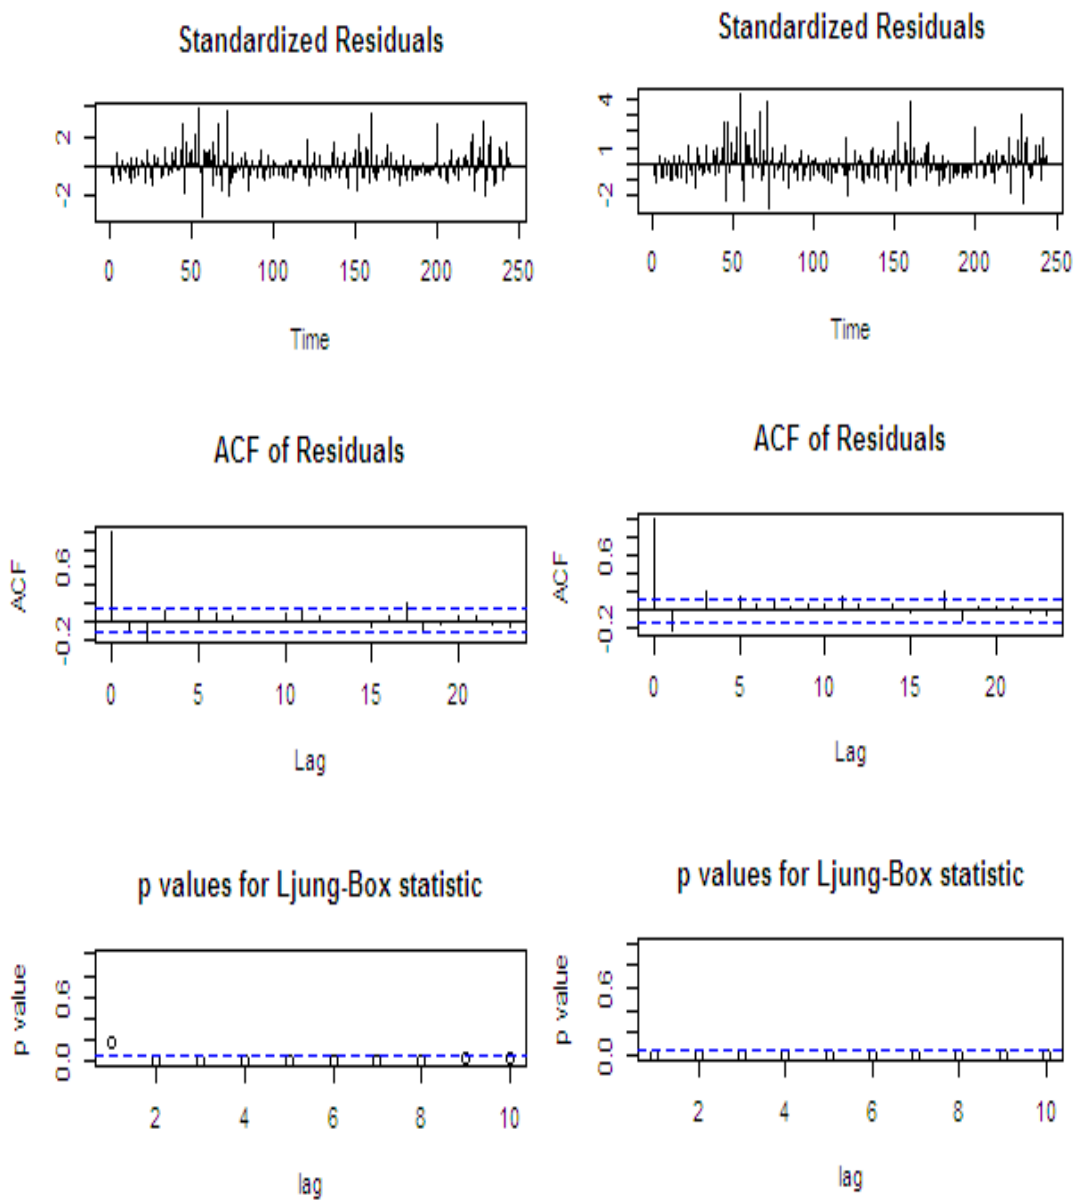 Standardized Residuals
2
-2
0 50 100 150 200 250
Time
ACF of Residuals
ACF
0.6
-0.2
0 5 10 15 20
Lag
p values for Ljung-Box statistic
p value
0.6
0.0
2 4 6 8 10
lag
Standardized Residuals
4
1
-2
0 50 100 150 200 250
Time
ACF of Residuals
ACF
0.6
-0.2
0 5 10 15 20
Lag
p values for Ljung-Box statistic
p value
0.6
0.0
2 4 6 8 10
lag